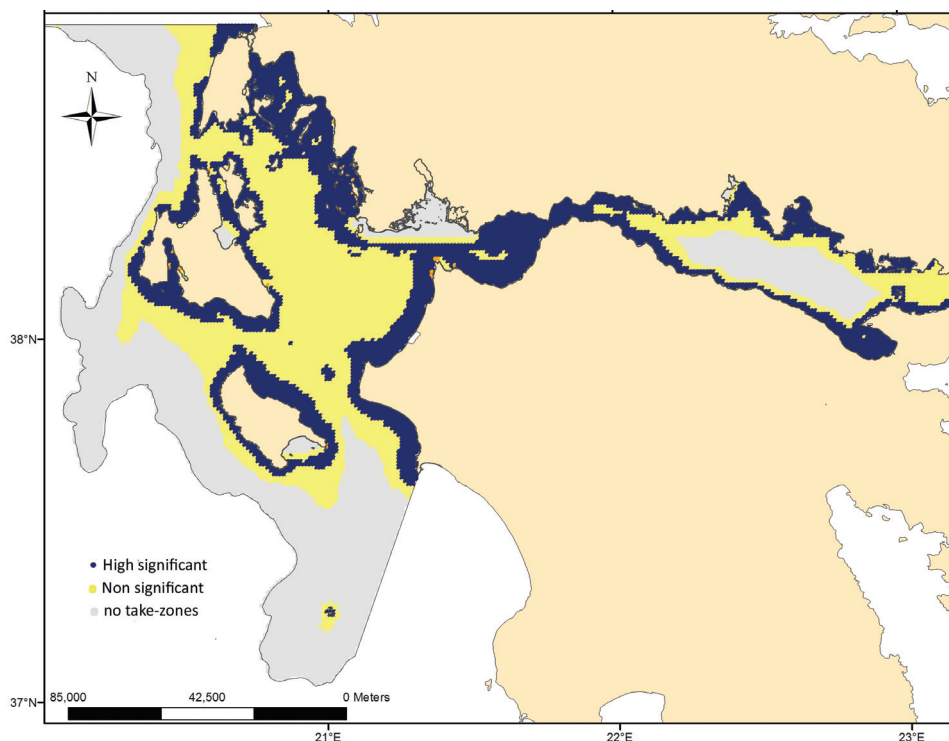 N
38°N
High significant
Non significant
no take-zones
85,000 42,500 0 Meters
37°N
21°E 22°E 23°E